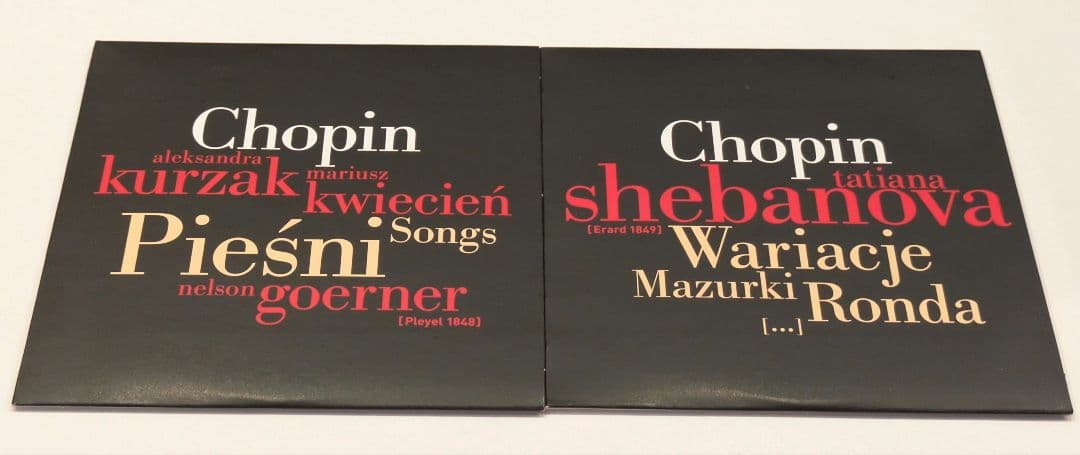 Chopin
aleksandra
kurzak mariusz
kwiecień
Pieśni Songs
nelson goerner
[Pleyel 1848]
Chopin
tatiana
shebanova
[Erard 1849] Wariacje
Mazurki Ronda
[...]